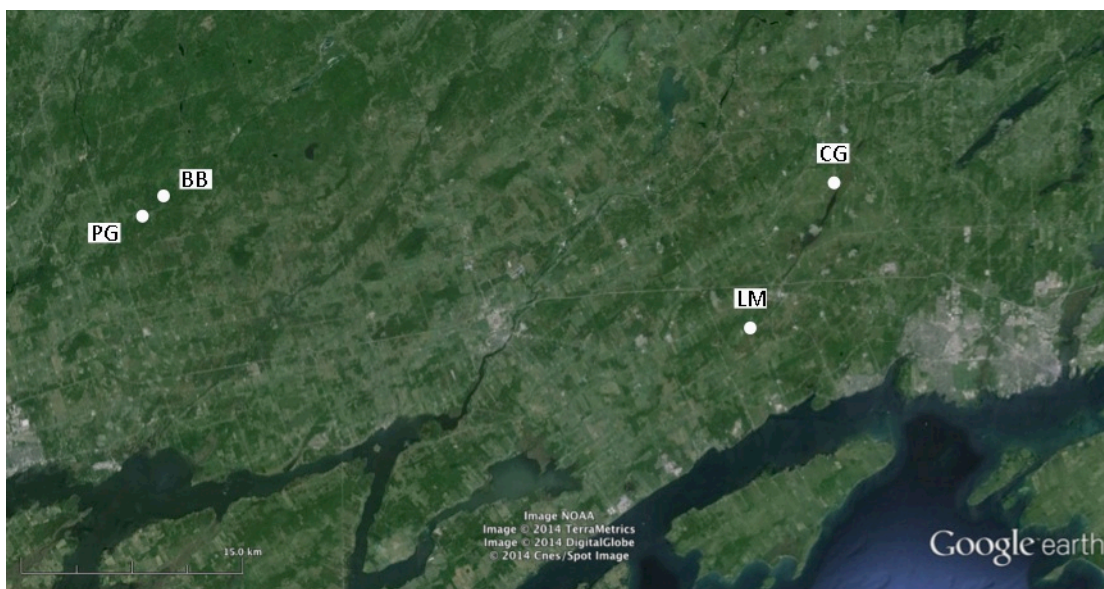 CG
BB
PG
LM
Image NOAA
Image © 2014 TerraMetrics
Image © 2014 DigitalGlobe
© 2014 Cnes/Spot Image
15.0 km
Google earth